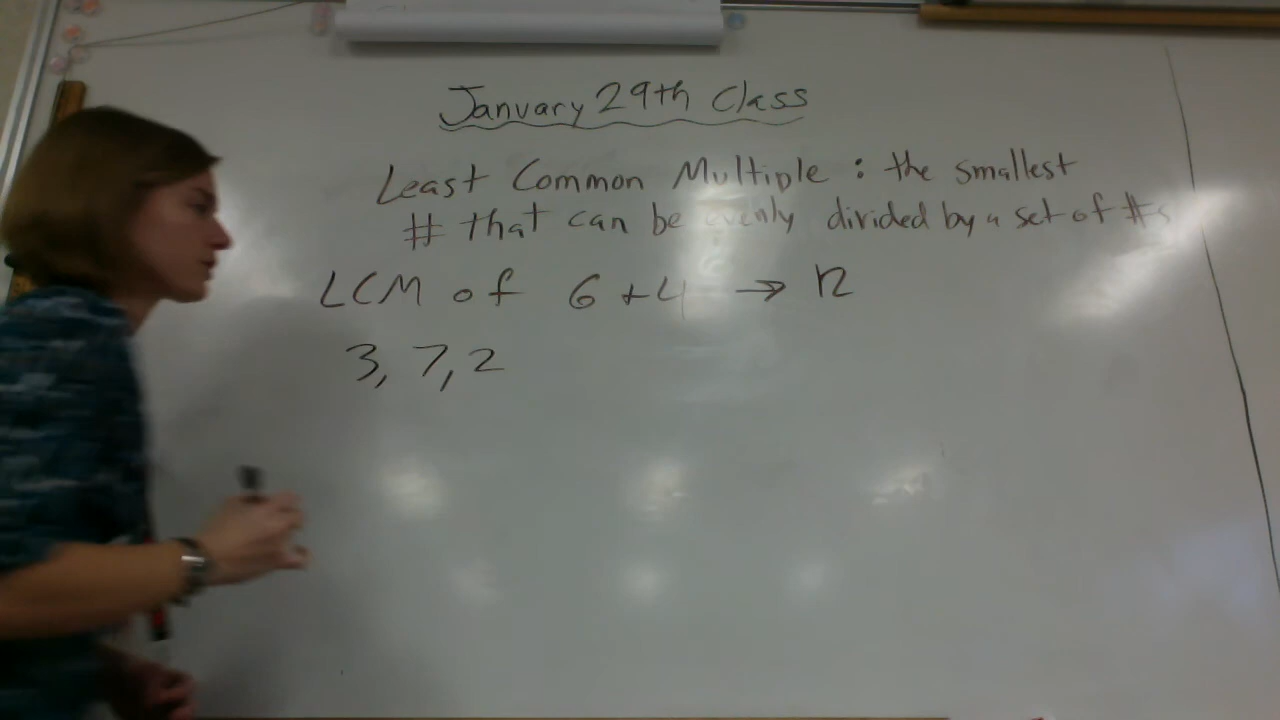 January 29th Class
Least Common Multiple : the smallest
# that can be evenly divided by a set of #s
LCM of 6 + 4 → 12
3, 7, 2